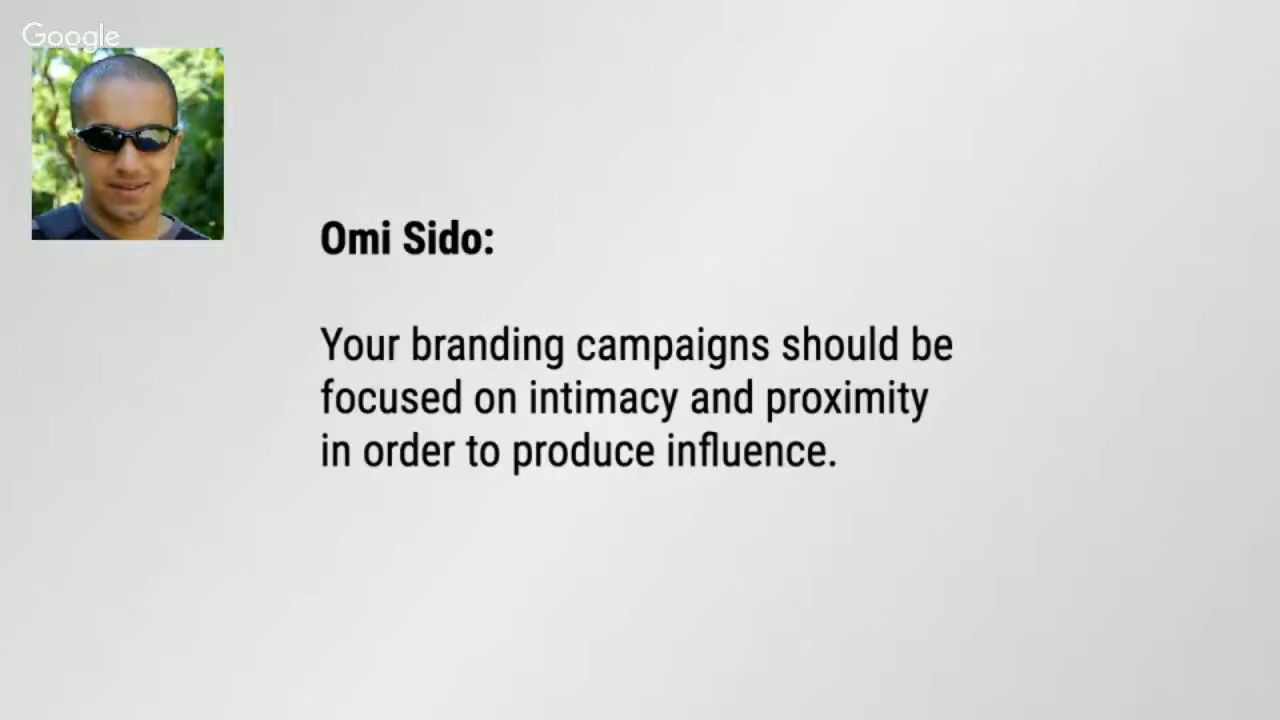 Google
Omi Sido:
Your branding campaigns should be
focused on intimacy and proximity
in order to produce influence.